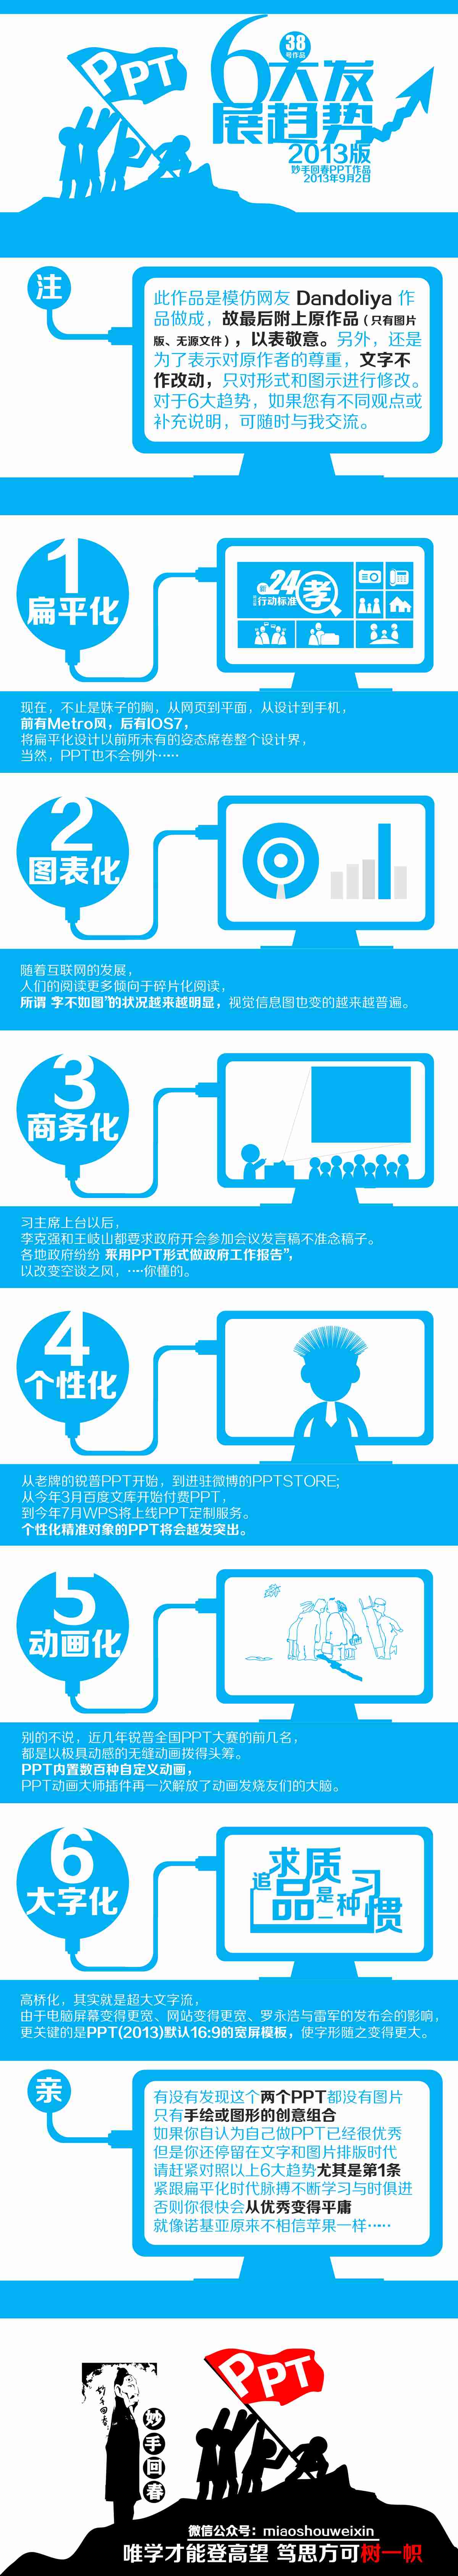 PPT
38
号作品
6大发
展趋势
2013版
妙手回春PPT作品
2013年9月2日
注
此作品是模仿网友 Dandoliya 作
品做成，故最后附上原作品（只有图片
版、无源文件），以表敬意。另外，还是
为了表示对原作者的尊重，文字不
作改动，只对形式和图示进行修改。
对于6大趋势，如果您有不同观点或
补充说明，可随时与我交流。
1
扁平化
新24孝
行动标准
现在，不止是妹子的胸，从网页到平面，从设计到手机，
前有Metro风，后有IOS7，
将扁平化设计以前所未有的姿态席卷整个设计界，
当然，PPT也不会例外……
2
图表化
随着互联网的发展，
人们的阅读更多倾向于碎片化阅读，
所谓 字不如图”的状况越来越明显，视觉信息图也变的越来越普遍。
3
商务化
习主席上台以后，
李克强和王岐山都要求政府开会参加会议发言稿不准念稿子。
各地政府纷纷 采用PPT形式做政府工作报告”，
以改变空谈之风，……你懂的。
4
个性化
从老牌的锐普PPT开始，到进驻微博的PPTSTORE;
从今年3月百度文库开始付费PPT，
到今年7月WPS将上线PPT定制服务。
个性化精准对象的PPT将会越发突出。
5
动画化
别的不说，近几年锐普全国PPT大赛的前几名，
都是以极具动感的无缝动画拨得头筹。
PPT内置数百种自定义动画，
PPT动画大师插件再一次解放了动画发烧友们的大脑。
6
大字化
追求品质
是一种习惯
高桥化，其实就是超大文字流，
由于电脑屏幕变得更宽、网站变得更宽、罗永浩与雷军的发布会的影响，
更关键的是PPT(2013)默认16:9的宽屏模板，使字形随之变得更大。
亲
有没有发现这个两个PPT都没有图片
只有手绘或图形的创意组合
如果你自认为自己做PPT已经很优秀
但是你还停留在文字和图片排版时代
请赶紧对照以上6大趋势尤其是第1条
紧跟扁平化时代脉搏不断学习与时俱进
否则你很快会从优秀变得平庸
就像诺基亚原来不相信苹果一样……
PPT
妙手回春
妙
手
回
春
微信公众号：miaoshouweixin
唯学才能登高望 笃思方可树一帜